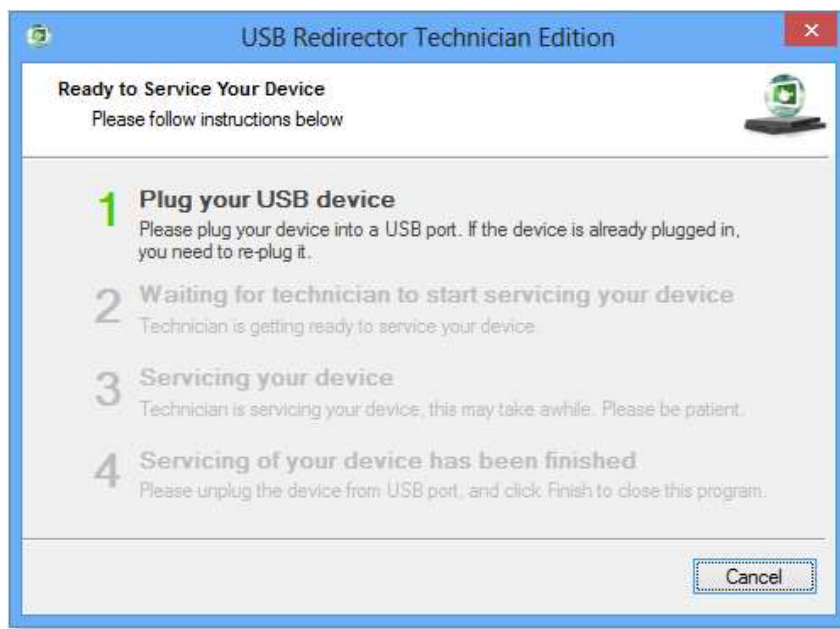 USB Redirector Technician Edition
Ready to Service Your Device
Please follow instructions below
1 Plug your USB device
Please plug your device into a USB port. If the device is already plugged in,
you need to re-plug it.
2 Waiting for technician to start servicing your device
Technician is getting ready to service your device.
3 Servicing your device
Technician is servicing your device, this may take awhile. Please be patient.
4 Servicing of your device has been finished
Please unplug the device from USB port, and click Finish to close this program.
Cancel